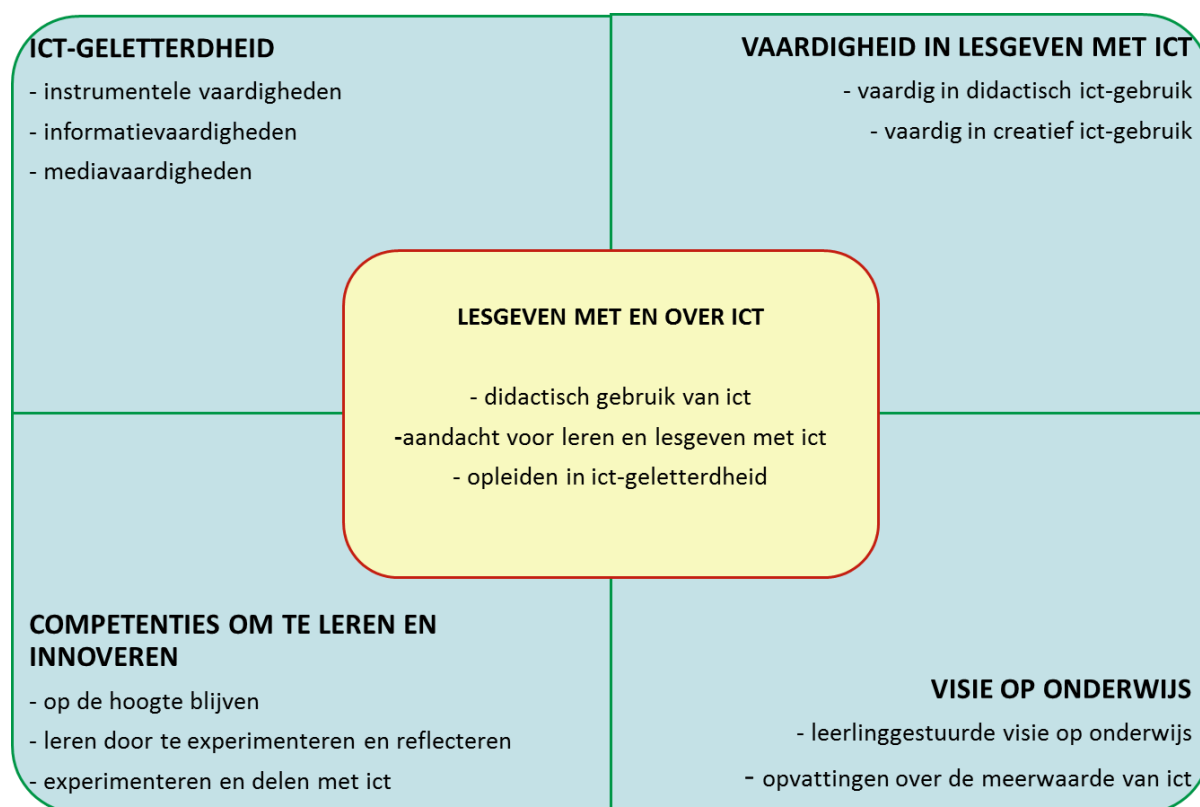 ICT-GELETTERDHEID
- instrumentele vaardigheden
- informatievaardigheden
- mediavaardigheden
VAARDIGHEID IN LESGEVEN MET ICT
- vaardig in didactisch ict-gebruik
- vaardig in creatief ict-gebruik
LESGEVEN MET EN OVER ICT
- didactisch gebruik van ict
-aandacht voor leren en lesgeven met ict
- opleiden in ict-geletterdheid
COMPETENTIES OM TE LEREN EN
INNOVEREN
- op de hoogte blijven
- leren door te experimenteren en reflecteren
- experimenteren en delen met ict
VISIE OP ONDERWIJS
- leerlinggestuurde visie op onderwijs
- opvattingen over de meerwaarde van ict